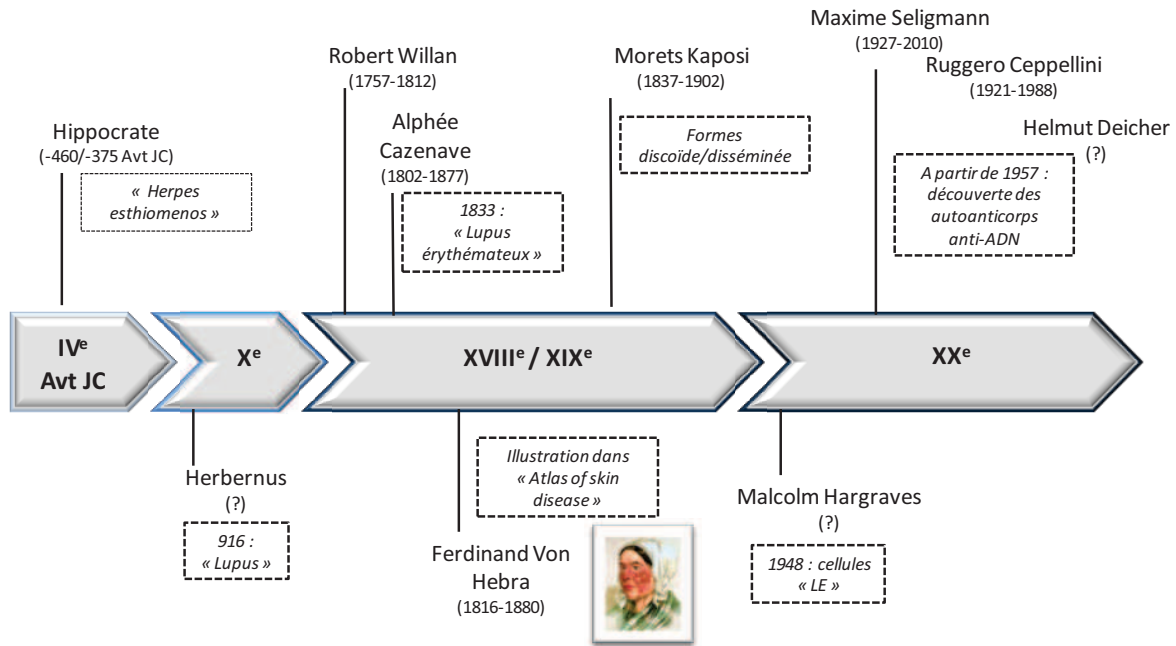 Maxime Seligmann
(1927-2010)
Robert Willan
(1757-1812)
Morets Kaposi
(1837-1902)
Ruggero Ceppellini
(1921-1988)
Hippocrate
(-460/-375 Avt JC)
Alphée
Cazenave
(1802-1877)
Helmut Deicher
(?)
« Herpes
esthiomenos »
1833 :
« Lupus
érythémateux »
Formes
discoïde/disséminée
A partir de 1957 :
découverte des
autoanticorps
anti-ADN
IVe
Avt JC
Xe
XVIIIe / XIXe
XXe
Herbernus
(?)
916 :
« Lupus »
Illustration dans
« Atlas of skin
disease »
Ferdinand Von
Hebra
(1816-1880)
Malcolm Hargraves
(?)
1948 : cellules
« LE »